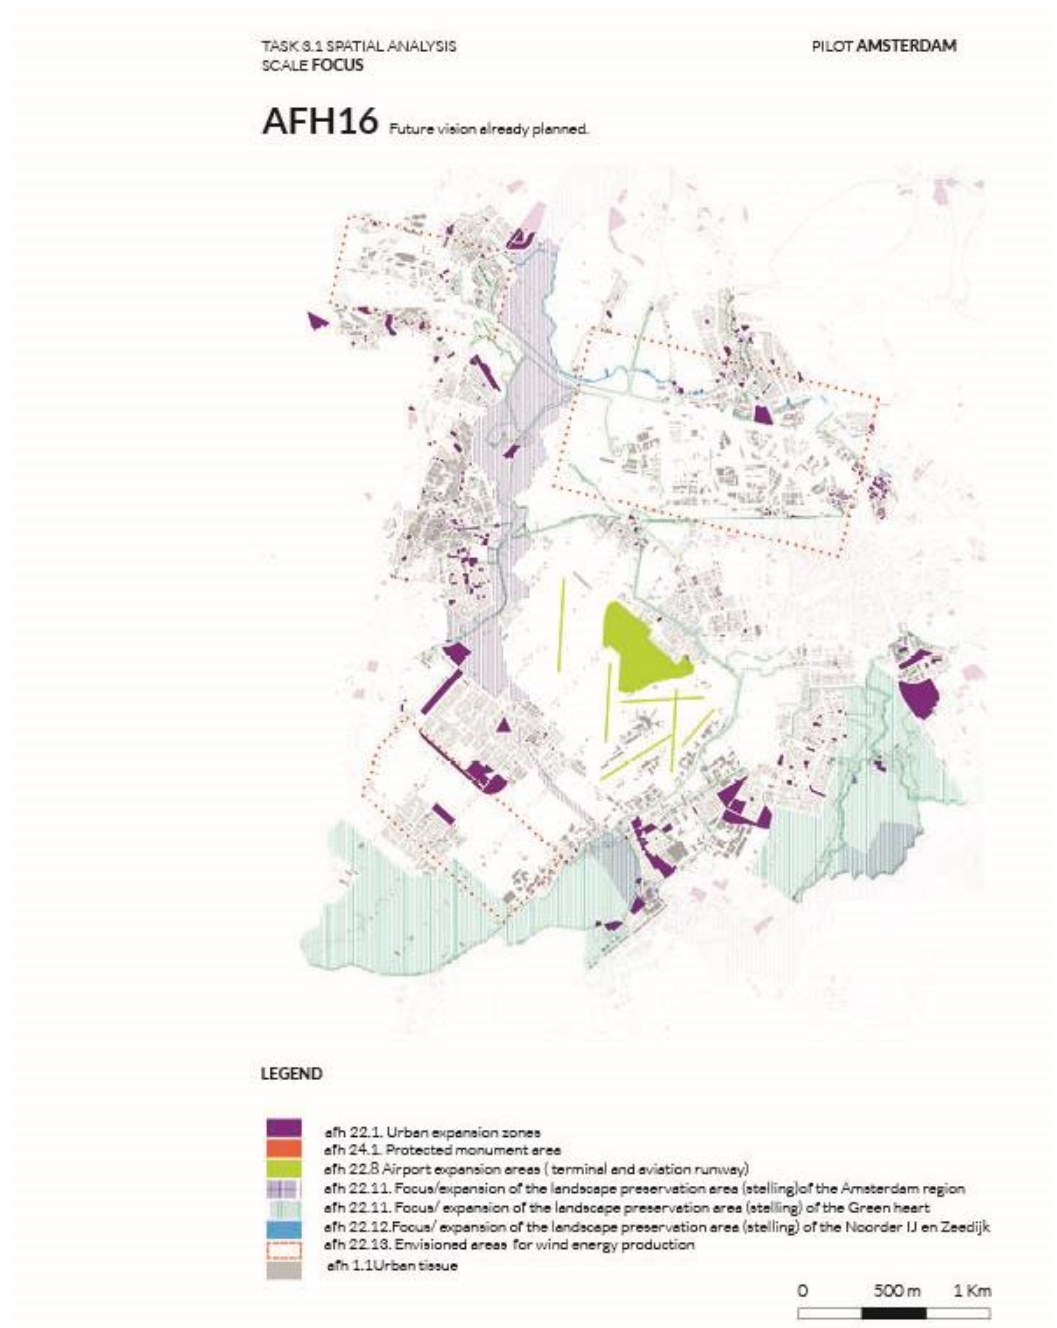 TASK 3.1 SPATIAL ANALYSIS
PILOT AMSTERDAM
SCALE FOCUS
AFH16 Future vision already planned.
LEGEND
afh 22.1. Urban expansion zones
afh 24.1. Protected monument area
afh 22.8 Airport expansion areas ( terminal and aviation runway)
afh 22.11. Focus/expansion of the landscape preservation area (stelling)of the Amsterdam region
afh 22.11. Focus/ expansion of the landscape preservation area (stelling) of the Green heart
afh 22.12.Focus/ expansion of the landscape preservation area (stelling) of the Noorder IJ en Zeedijk
afh 22.13. Envisioned areas for wind energy production
afh 1.1Urban tissue
0 500 m 1 Km